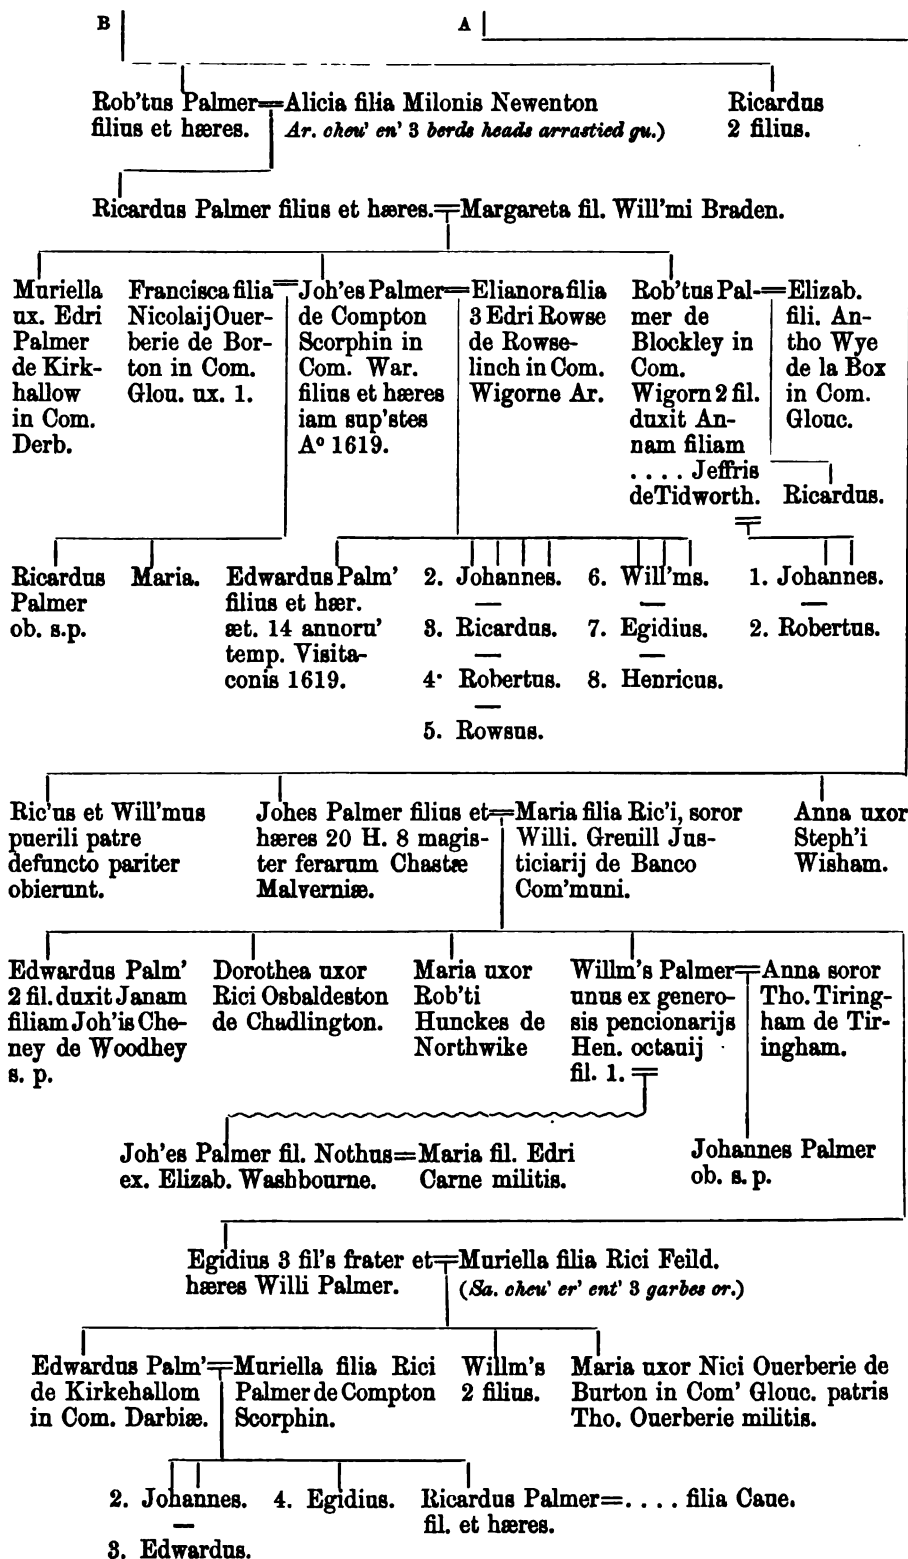 B
A
Rob'tus Palmer=Alicia filia Milonis Newenton
filius et hæres.
Ar. cheu' en' 3 berds heads arrastied gu.)
Ricardus
2 filius.
Ricardus Palmer filius et hæres.=Margareta fil. Will'mi Braden.
Muriella
ux. Edri
Palmer
de Kirk-
hallow
in Com.
Derb.
Francisca filia
Nicolaij Ouer-
berie de Bor-
ton in Com.
Glou. ux. 1.
=Joh'es Palmer=
de Compton
Scorphin in
Com. War.
filius et hæres
iam sup'stes
Aº 1619.
Elianora filia
3 Edri Rowse
de Rowse-
linch in Com.
Wigorne Ar.
Rob'tus Pal-=
mer de
Blockley in
Com.
Wigorn 2 fil.
duxit An-
nam filiam
. . . . Jeffris
deTidworth.
Elizab.
fili. An-
tho Wye
de la Box
in Com.
Glouc.
Ricardus.
Ricardus
Palmer
ob. s.p.
Maria.
Edwardus Palm'
filius et hær.
æt. 14 annoru'
temp. Visita-
conis 1619.
2. Johannes.
3. Ricardus.
4. Robertus.
5. Rowsus.
6. Will'ms.
7. Egidius.
8. Henricus.
1. Johannes.
2. Robertus.
Ric'us et Will'mus
puerili patre
defuncto pariter
obierunt.
Johes Palmer filius et=
hæres 20 H. 8 magis-
ter ferarum Chastæ
Malverniæ.
Maria filia Ric'i, soror
Willi. Greuill Jus-
ticiarij de Banco
Com'muni.
Anna uxor
Steph'i
Wisham.
Edwardus Palm'
2 fil. duxit Janam
filiam Joh'is Che-
ney de Woodhey
s. p.
Dorothea uxor
Rici Osbaldeston
de Chadlington.
Maria uxor
Rob'ti
Hunckes de
Northwike
Willm's Palmer=
unus ex genero-
sis pencionarijs
Hen. octauij
fil. 1. =
Anna soror
Tho. Tiring-
ham de Tir-
ingham.
Joh'es Palmer fil. Nothus=Maria fil. Edri
ex. Elizab. Washbourne.
Carne militis.
Johannes Palmer
ob. s. p.
Egidius 3 fil's frater et=Muriella filia Rici Feild.
hæres Willi Palmer.
(Sa. cheu' er' ent' 3 garbes or.)
Edwardus Palm'=
de Kirkehallom
in Com. Darbiæ.
Muriella filia Rici
Palmer de Compton
Scorphin.
Willm's
2 filius.
Maria uxor Nici Ouerberie de
Burton in Com' Glouc. patris
Tho. Ouerberie militis.
2. Johannes.
3. Edwardus.
4. Egidius.
Ricardus Palmer=. . . . filia Caue.
fil. et hæres.